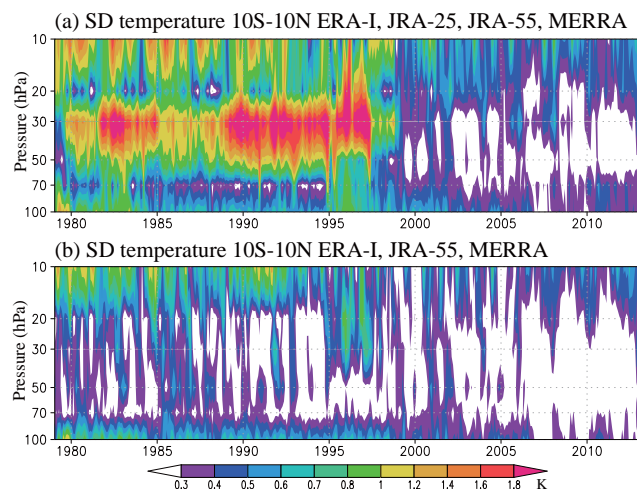 (a) SD temperature 10S-10N ERA-I, JRA-25, JRA-55, MERRA
Pressure (hPa)
10
20
30
50
70
100
1980 1985 1990 1995 2000 2005 2010
(b) SD temperature 10S-10N ERA-I, JRA-55, MERRA
Pressure (hPa)
10
20
30
50
70
100
1980 1985 1990 1995 2000 2005 2010
0.3 0.4 0.5 0.6 0.7 0.8 1 1.2 1.4 1.6 1.8 K